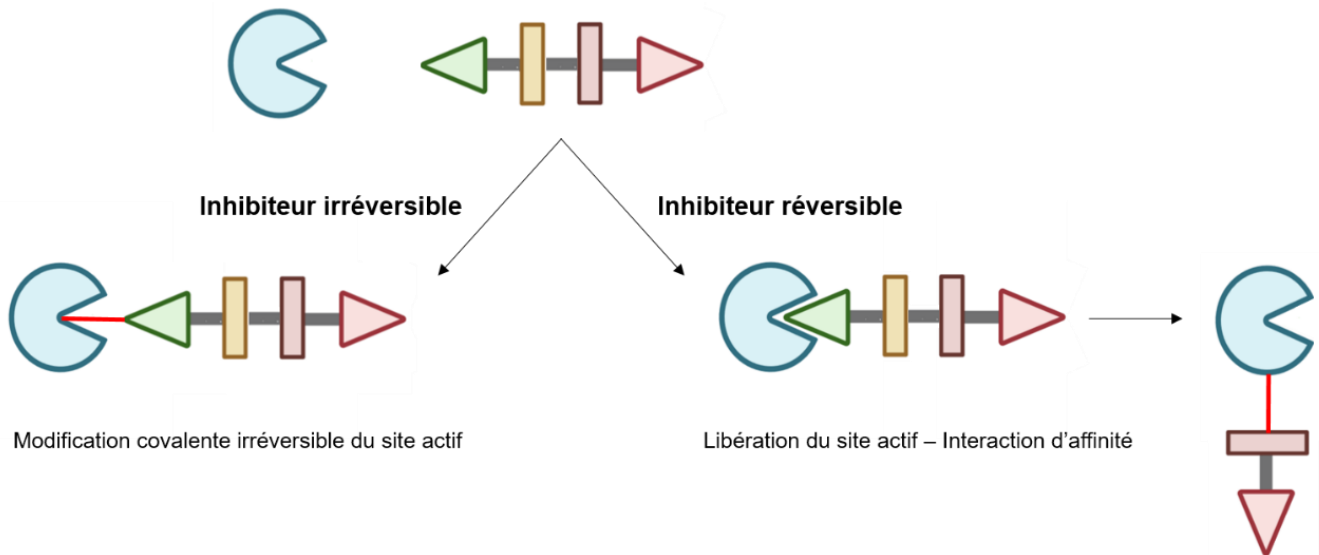 Inhibiteur irréversible
Inhibiteur réversible
Modification covalente irréversible du site actif
Libération du site actif – Interaction d’affinité